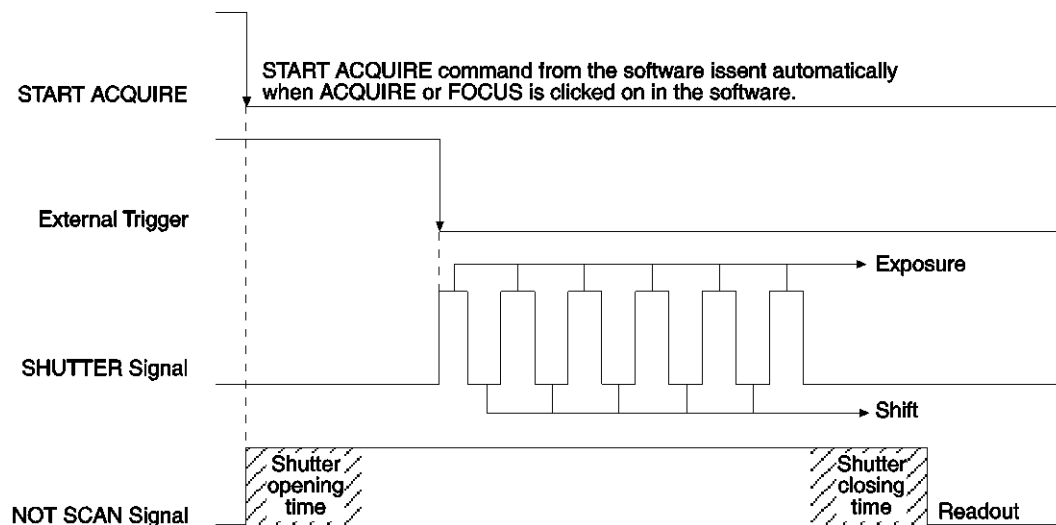 START ACQUIRE command from the software issent automatically
when ACQUIRE or FOCUS is clicked on in the software.
START ACQUIRE
External Trigger
Exposure
SHUTTER Signal
Shift
Shutter
opening
time
Shutter
closing
time
NOT SCAN Signal
Readout